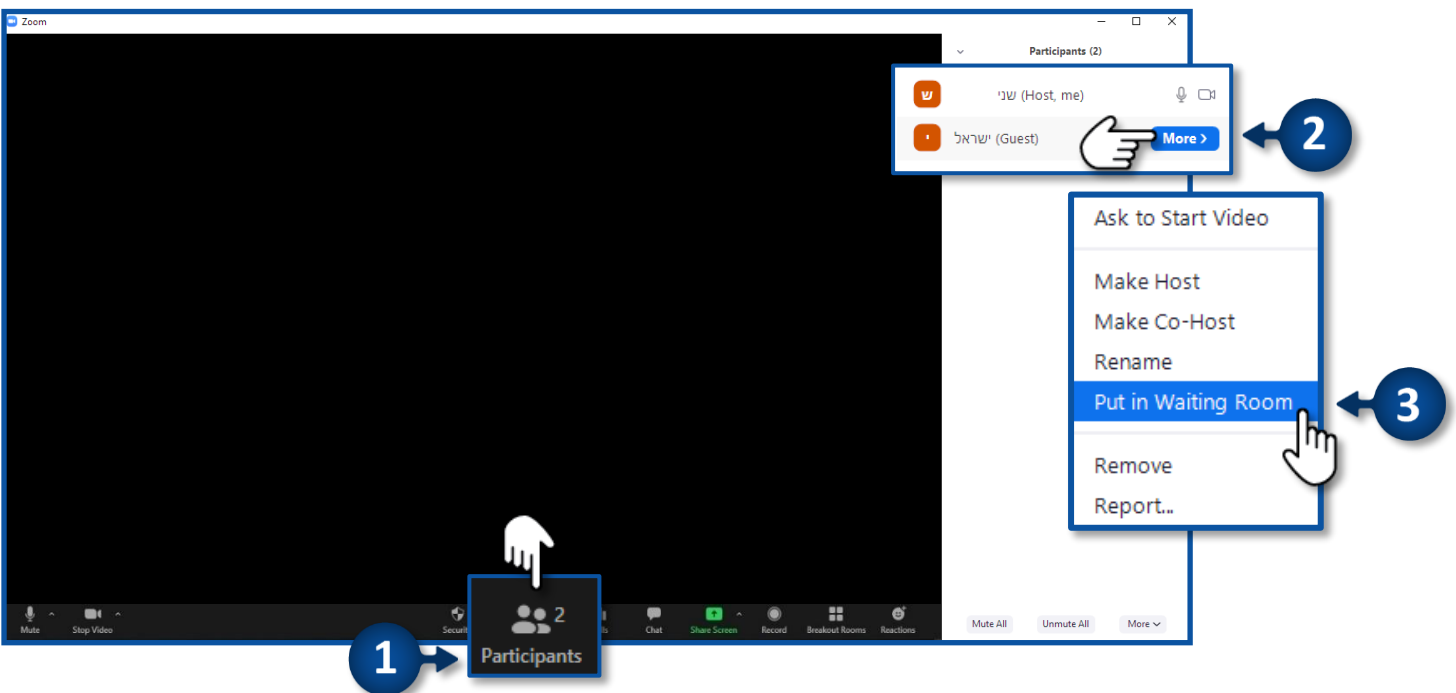 Zoom
Participants (2)
ש
שני (Host, me)
י
ישראל (Guest)
More >
2
Ask to Start Video
Make Host
Make Co-Host
Rename
Put in Waiting Room
3
Remove
Report...
2
Participants
1
Mute
Stop Video
Chat
Share Screen
Record
Breakout Rooms
Reactions
Mute All
Unmute All
More